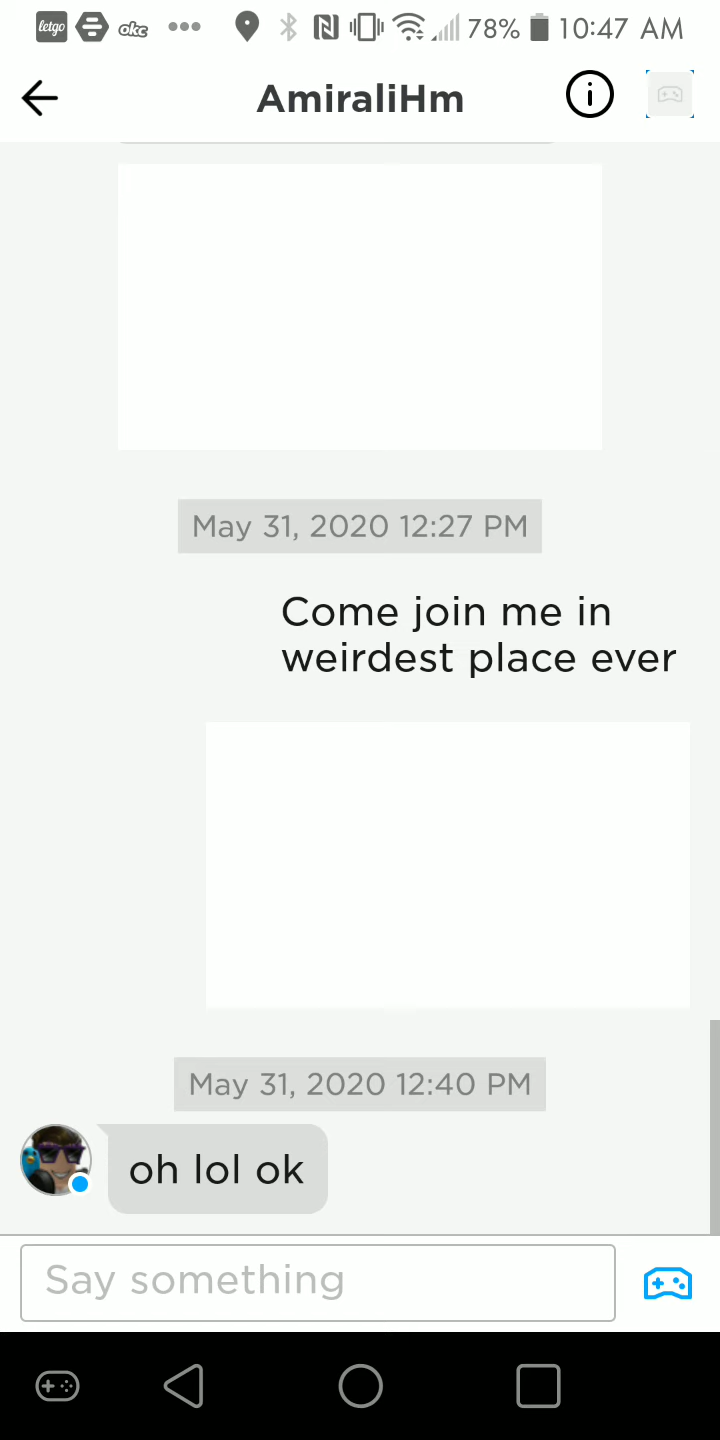 letgo okc 78% 10:47 AM
AmiraliHm
May 31, 2020 12:27 PM
Come join me in
weirdest place ever
May 31, 2020 12:40 PM
oh lol ok
Say something